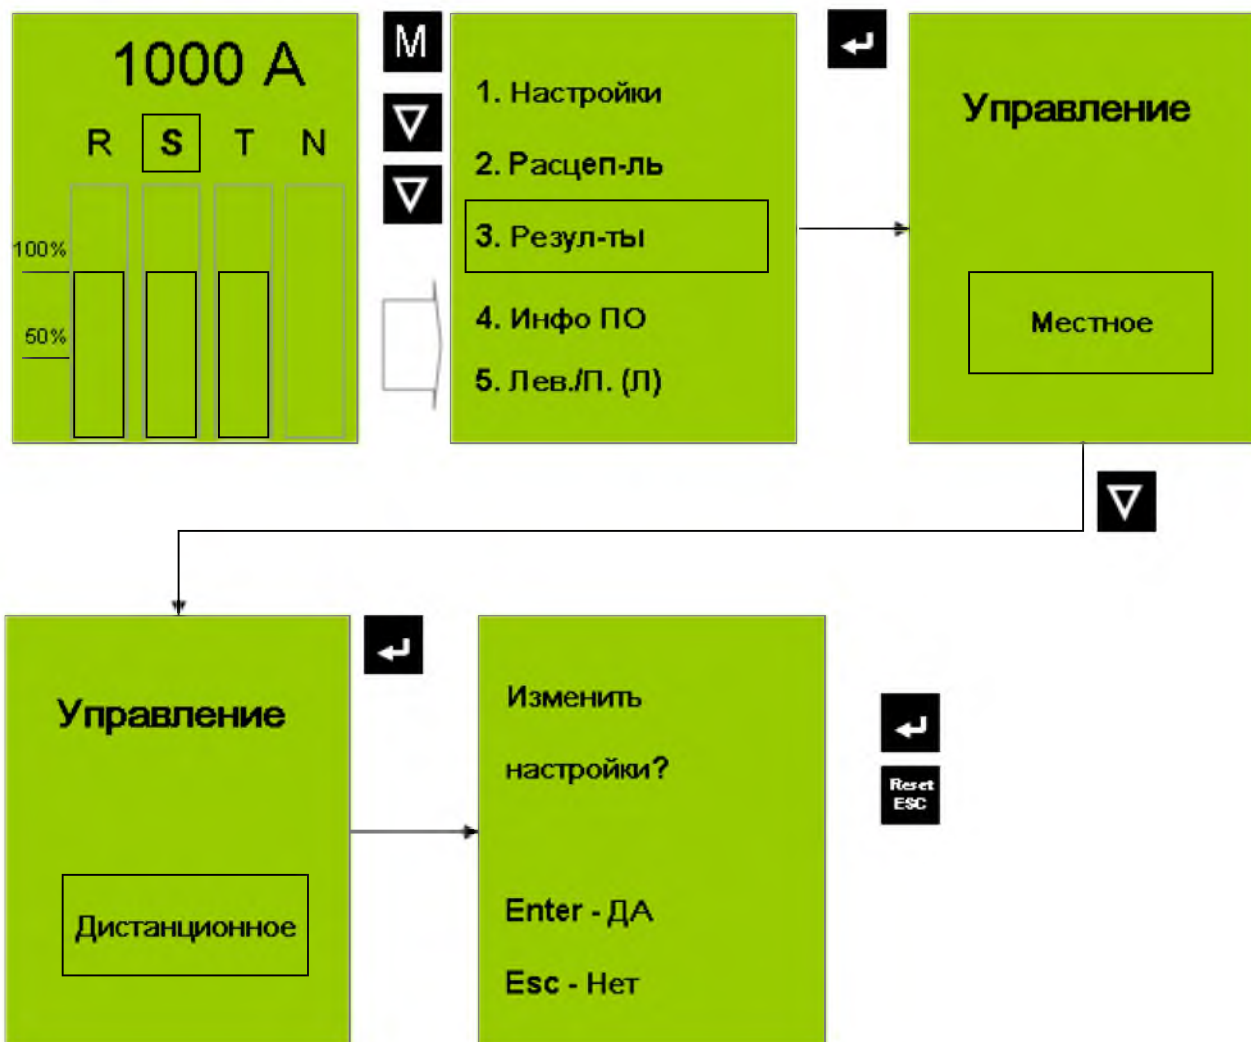 1000 A
R S T N
100%
50%
M
1. Настройки
2. Расцеп-ль
3. Резул-ты
4. Инфо ПО
5. Лев./П. (Л)
Управление
Местное
Управление
Дистанционное
Изменить
настройки?
Enter - ДА
Esc - Нет
Reset
ESC